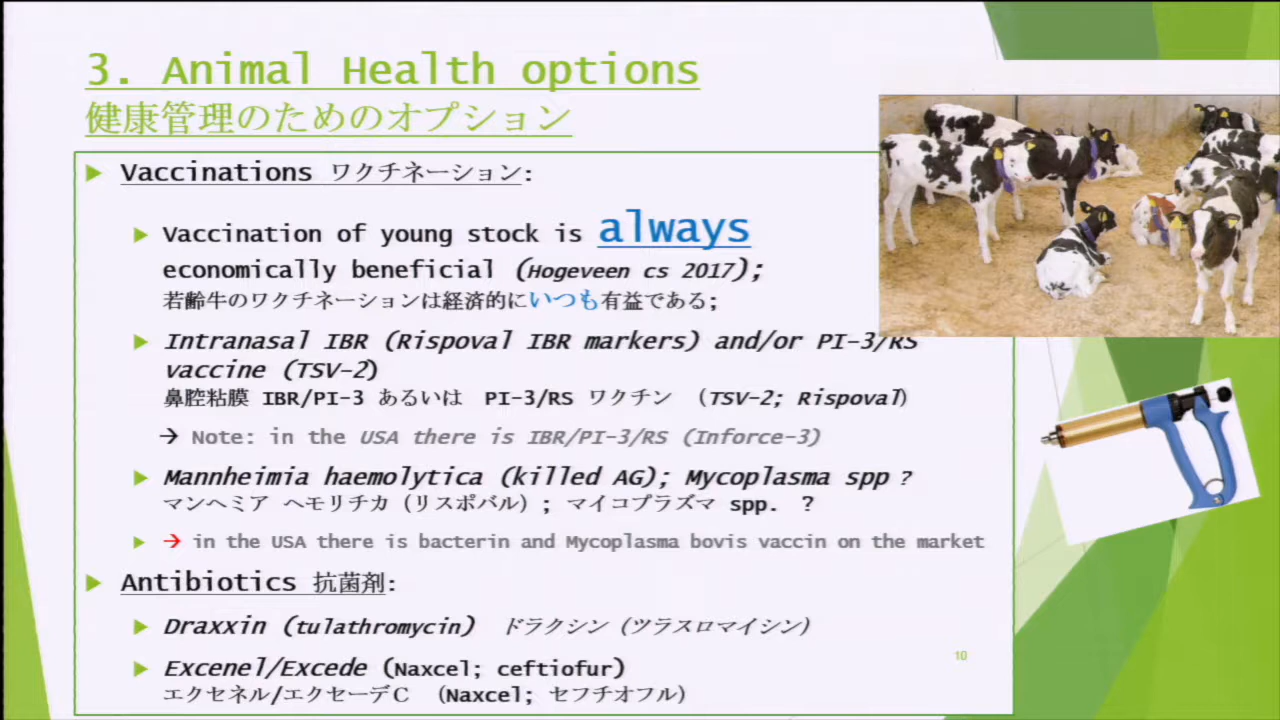 3. Animal Health options
健康管理のためのオプション
Vaccinations ワクチネーション:
Vaccination of young stock is always
economically beneficial (Hogeveen cs 2017);
若齢牛のワクチネーションは経済的にいつも有益である;
Intranasal IBR (Rispoval IBR markers) and/or PI-3/RS
vaccine (TSV-2)
鼻腔粘膜 IBR/PI-3 あるいは PI-3/RS ワクチン （TSV-2; Rispoval）
→ Note: in the USA there is IBR/PI-3/RS (Inforce-3)
Mannheimia haemolytica (killed AG); Mycoplasma spp ?
マンヘミア ヘモリチカ（リスポバル）; マイコプラズマ spp. ？
→ in the USA there is bacterin and Mycoplasma bovis vaccin on the market
Antibiotics 抗菌剤:
Draxxin (tulathromycin) ドラクシン（ツラスロマイシン）
Excenel/Excede (Naxcel; ceftiofur)
エクセネル/エクセーデＣ （Naxcel; セフチオフル）
10